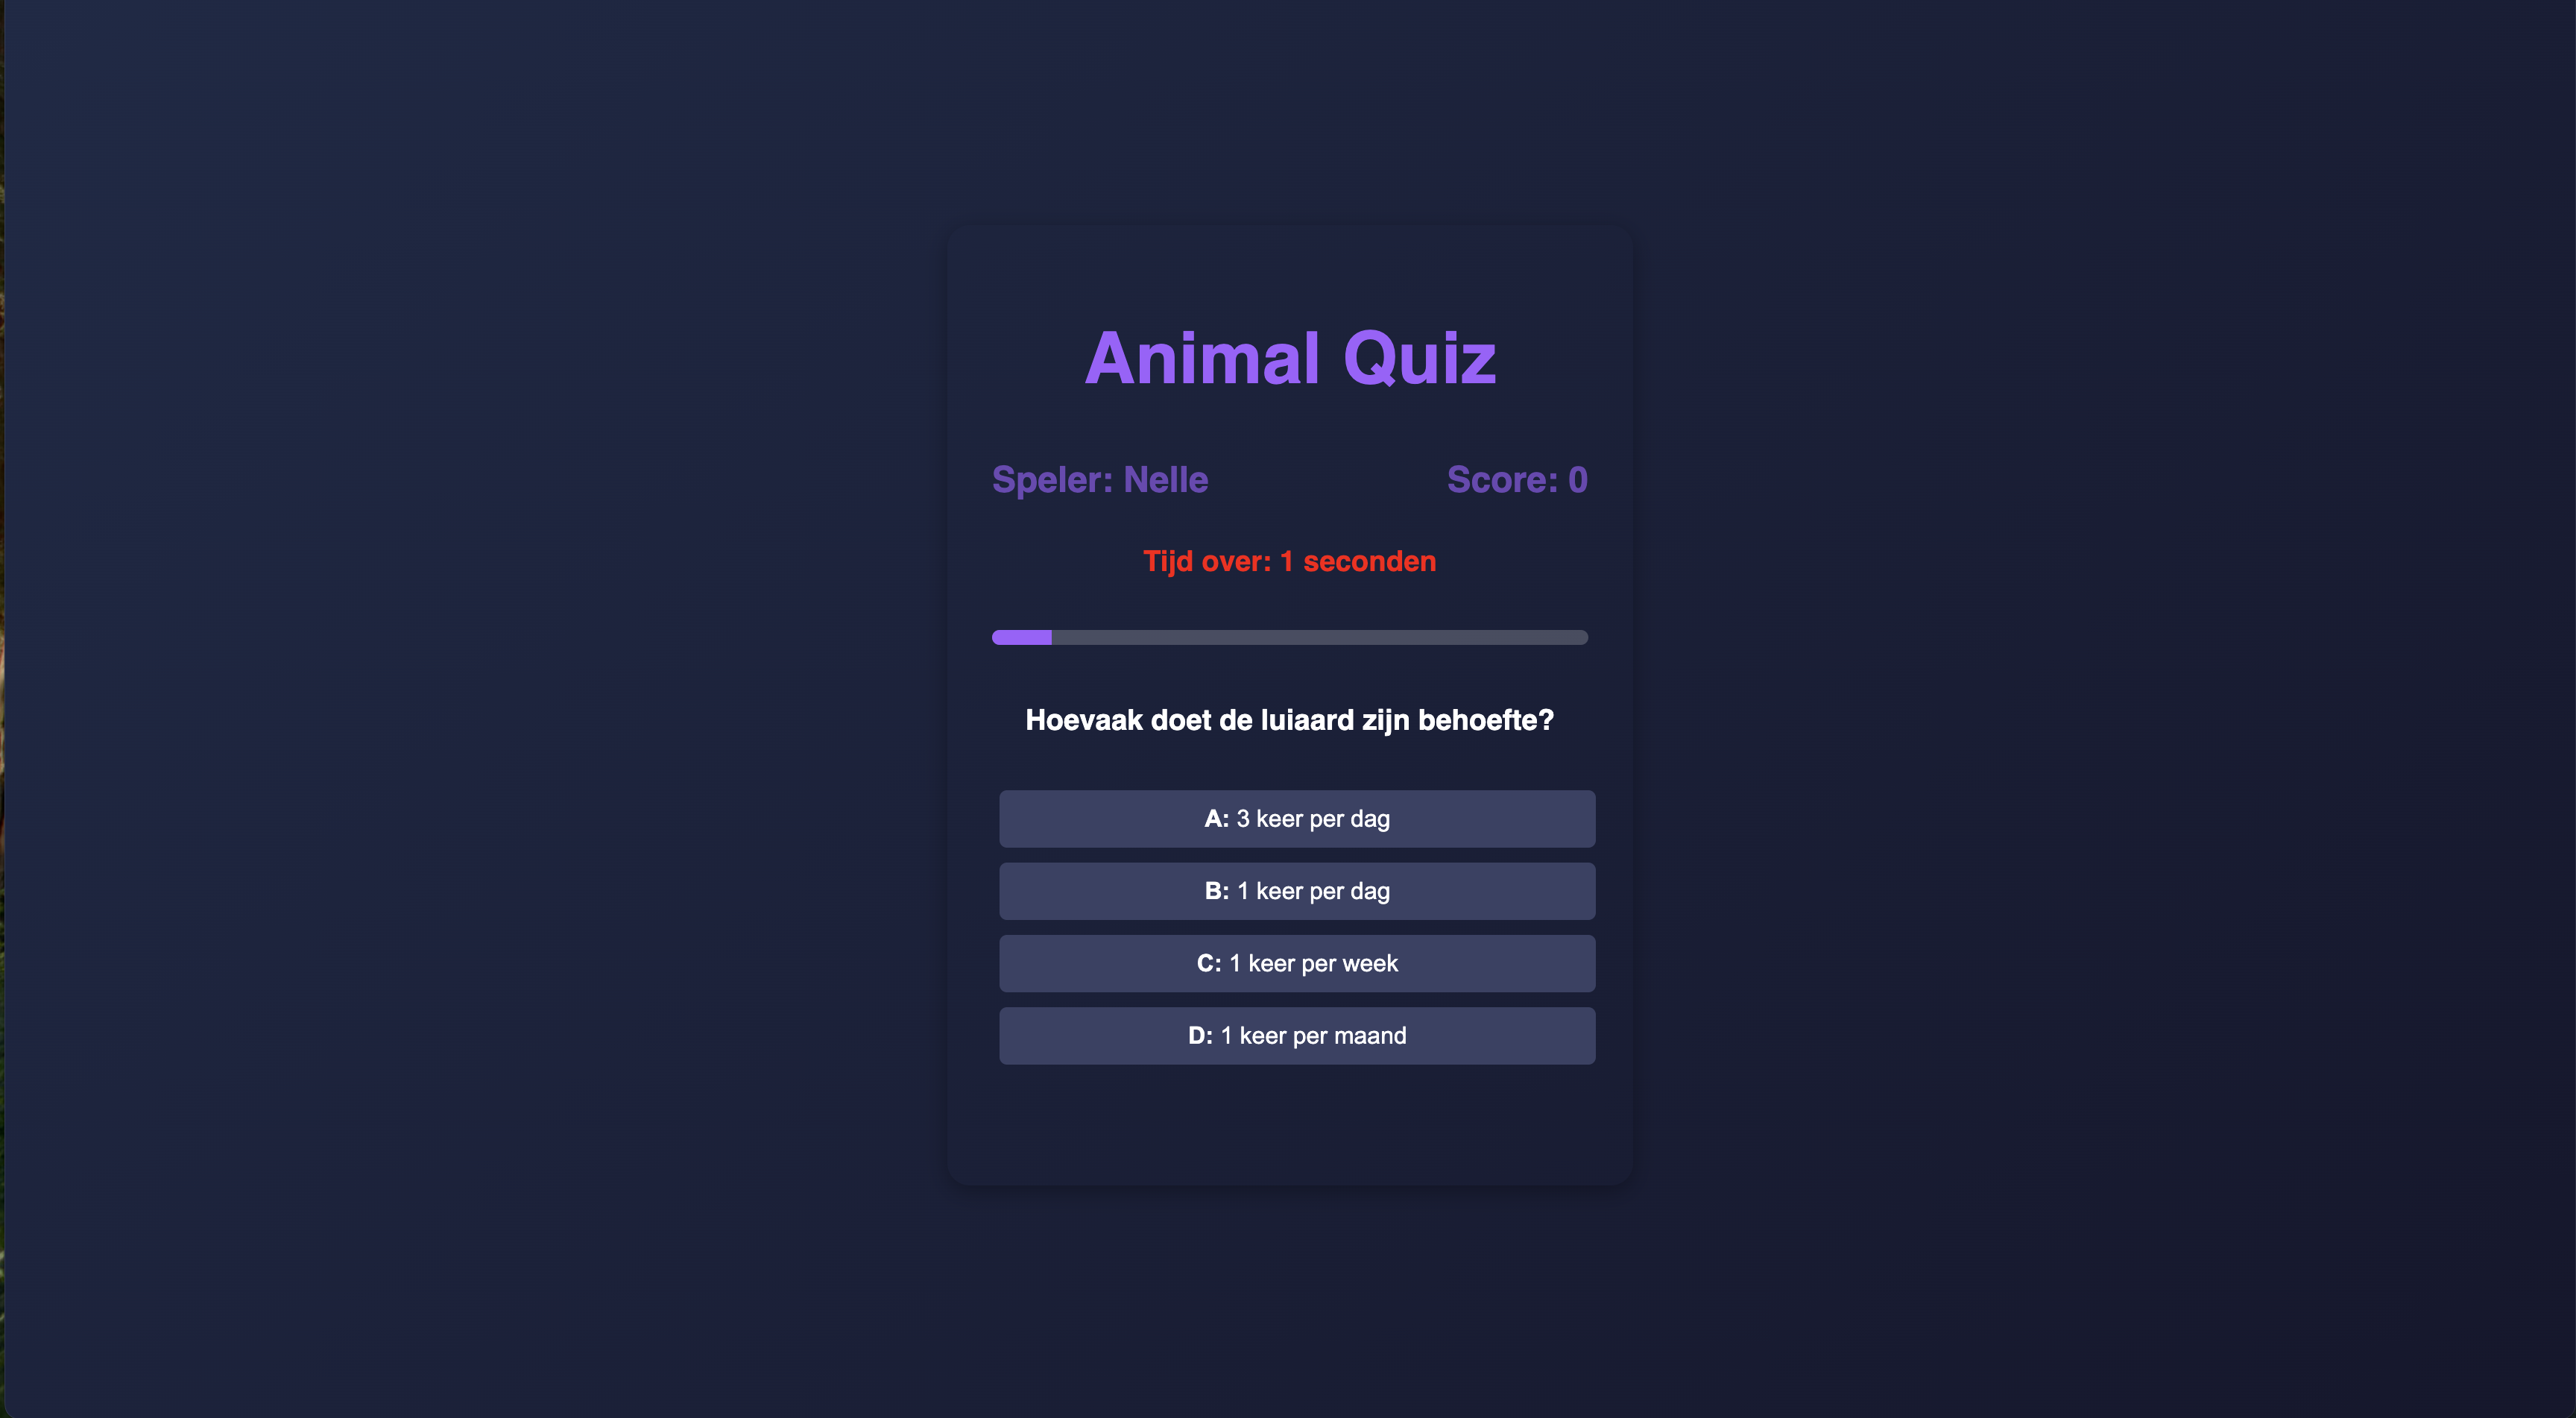 Animal Quiz
Speler: Nelle
Score: 0
Tijd over: 1 seconden
Hoevaak doet de luiaard zijn behoefte?
A: 3 keer per dag
B: 1 keer per dag
C: 1 keer per week
D: 1 keer per maand